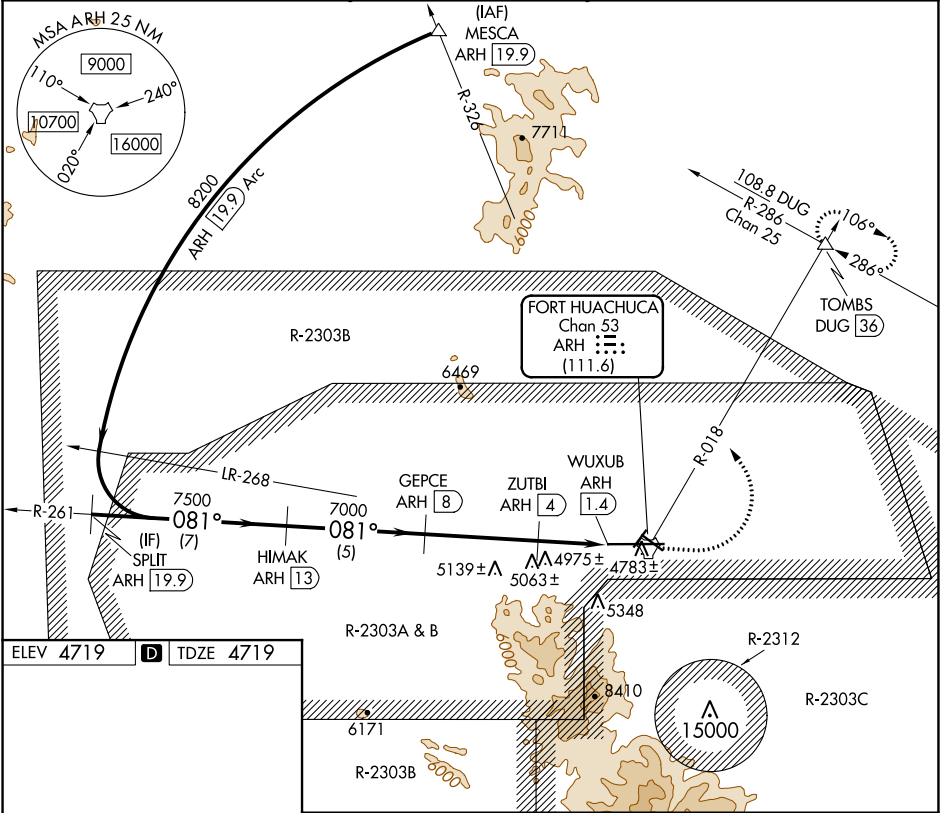 MSA ARH 25 NM
9000
110°
240°
10700
16000
020°
(IAF)
MESCA
ARH 19.9
R-326
7711
6000
8200
ARH 19.9 Arc
108.8 DUG
R-286
Chan 25
106°
286°
TOMBS
DUG 36
FORT HUACHUCA
Chan 53
ARH
(111.6)
R-2303B
6469
R-018
LR-268
R-261
7500
081°
(7)
(IF)
SPLIT
ARH 19.9
HIMAK
ARH 13
7000
081°
(5)
GEPCE
ARH 8
ZUTBI
ARH 4
WUXUB
ARH
1.4
5139±
5063±
4975±
4783±
5348
6000
R-2303A & B
R-2312
15000
R-2303C
8410
6171
R-2303B
6000
ELEV 4719 D TDZE 4719